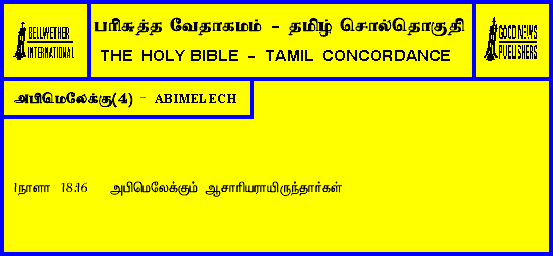 BELLWETHER
INTERNATIONAL
பரிசுத்த வேதாகமம் - தமிழ் சொல்தொகுதி
THE HOLY BIBLE - TAMIL CONCORDANCE
GOOD NEWS
PUBLISHERS
அபிமெலேக்கு(4) - ABIMELECH
1நாளா 18:16 அபிமெலேக்கும் ஆசாரியராயிருந்தார்கள்